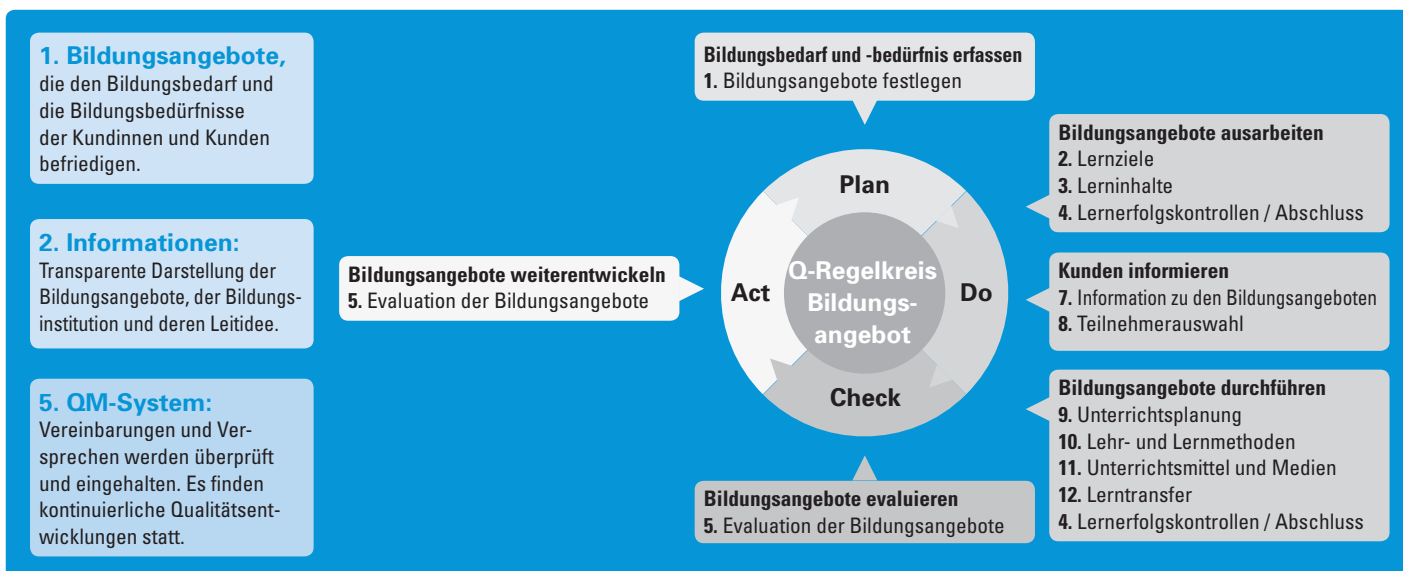 1. Bildungsangebote,
die den Bildungsbedarf und
die Bildungsbedürfnisse
der Kundinnen und Kunden
befriedigen.
2. Informationen:
Transparente Darstellung der
Bildungsangebote, der Bildungs-
institution und deren Leitidee.
5. QM-System:
Vereinbarungen und Ver-
sprechen werden überprüft
und eingehalten. Es finden
kontinuierliche Qualitätsent-
wicklungen statt.
Bildungsangebote weiterentwickeln
5. Evaluation der Bildungsangebote
Bildungsbedarf und -bedürfnis erfassen
1. Bildungsangebote festlegen
Plan
Act
Q-Regelkreis
Bildungs-
angebot
Do
Check
Bildungsangebote evaluieren
5. Evaluation der Bildungsangebote
Bildungsangebote ausarbeiten
2. Lernziele
3. Lerninhalte
4. Lernerfolgskontrollen / Abschluss
Kunden informieren
7. Information zu den Bildungsangeboten
8. Teilnehmerauswahl
Bildungsangebote durchführen
9. Unterrichtsplanung
10. Lehr- und Lernmethoden
11. Unterrichtsmittel und Medien
12. Lerntransfer
4. Lernerfolgskontrollen / Abschluss